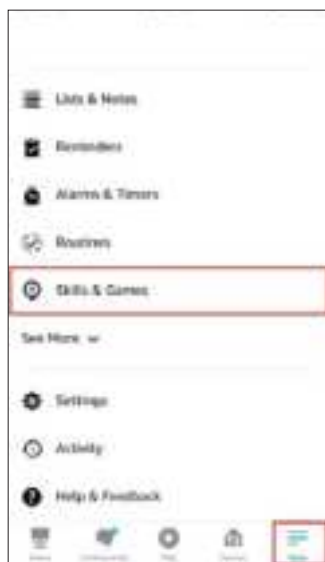 Lists & Notes
Reminders
Alarms & Timers
Routines
Skills & Games
See More
Settings
Activity
Help & Feedback